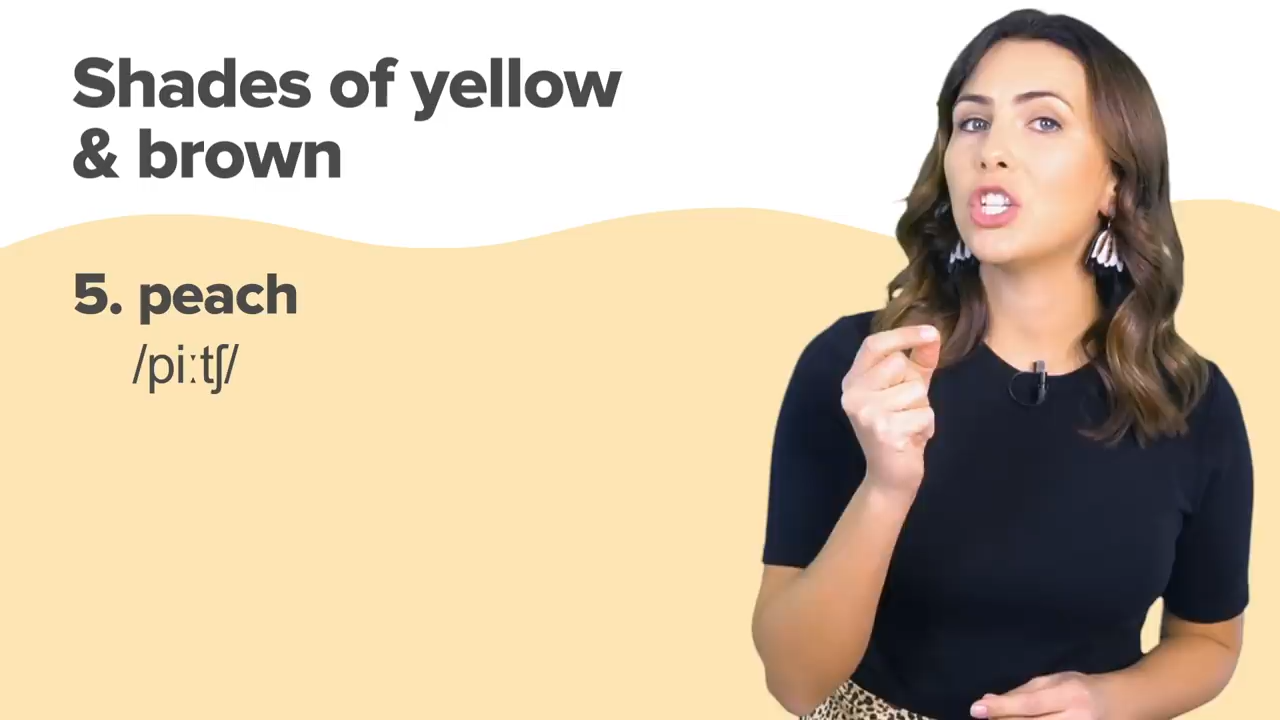 Shades of yellow
& brown
5. peach
/piːtʃ/